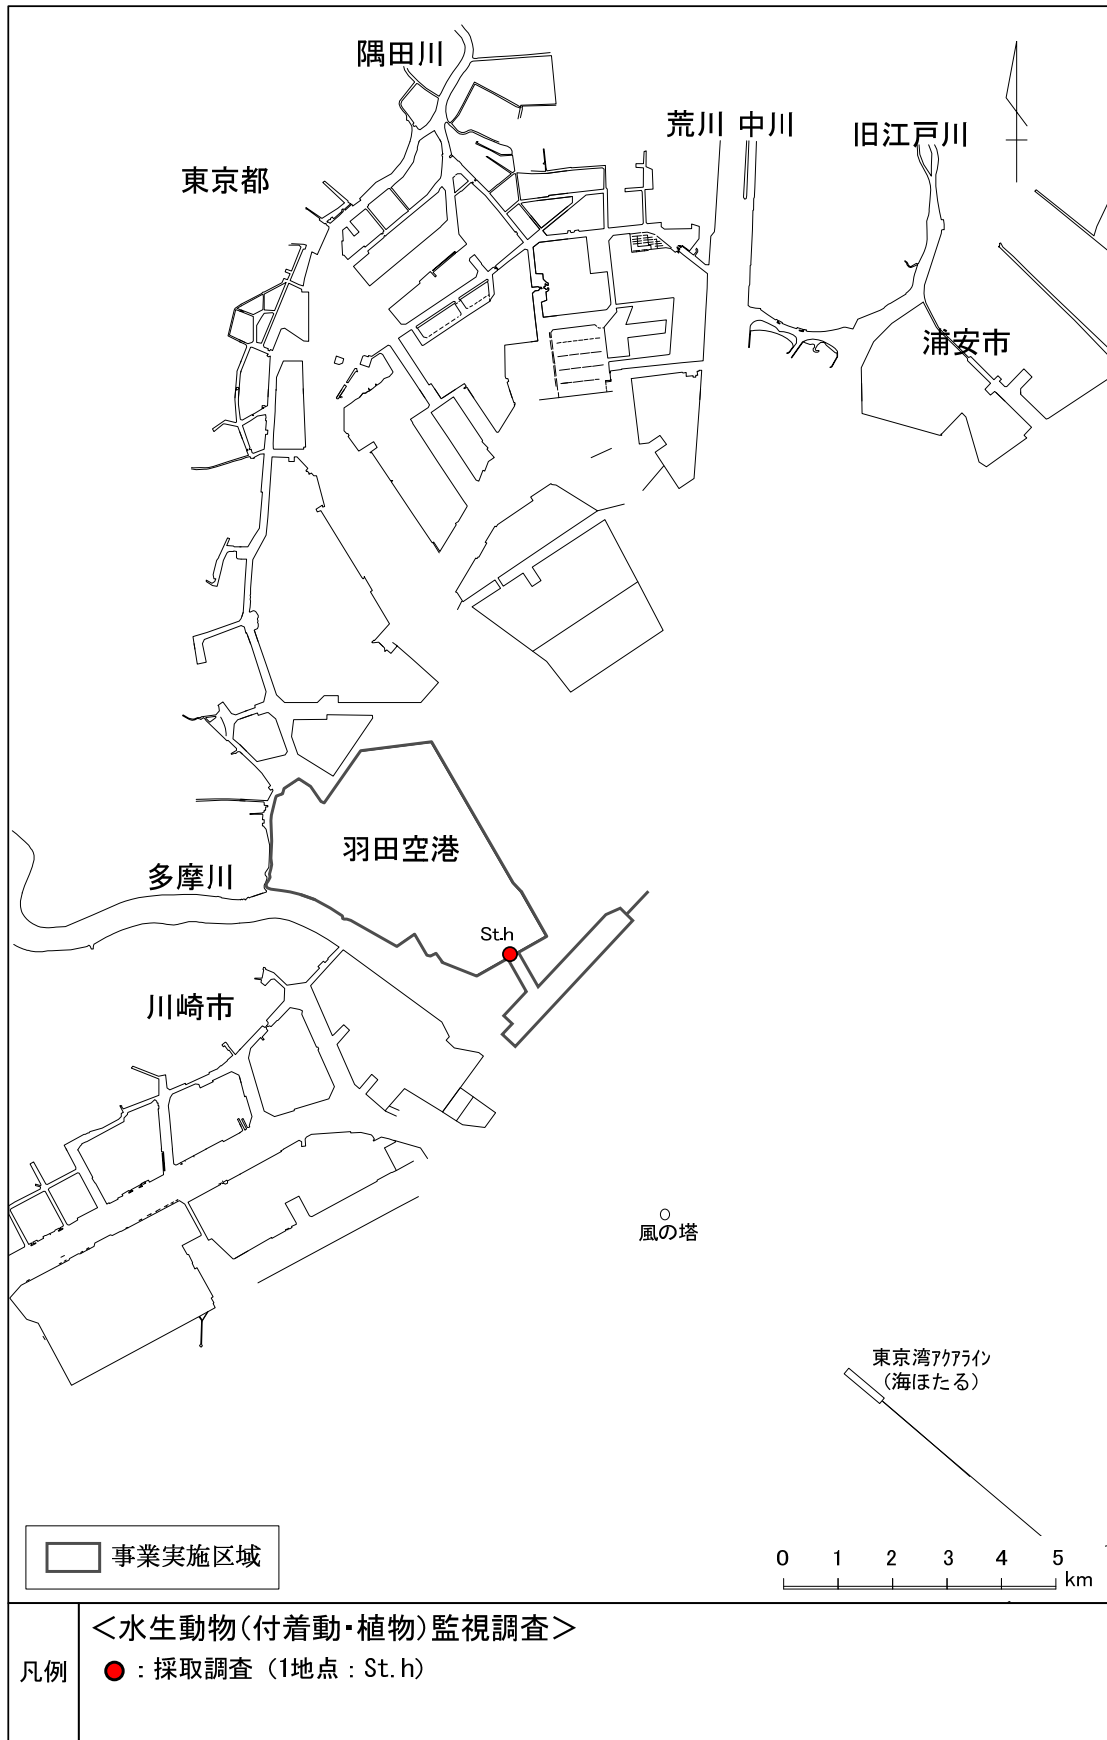 隅田川
荒川 中川
旧江戸川
東京都
浦安市
羽田空港
多摩川
St.h
川崎市
風の塔
東京湾アクアライン
(海ほたる)
事業実施区域
0 1 2 3 4 5
km
凡例
＜水生動物(付着動・植物)監視調査＞
：採取調査（1地点：St.h）